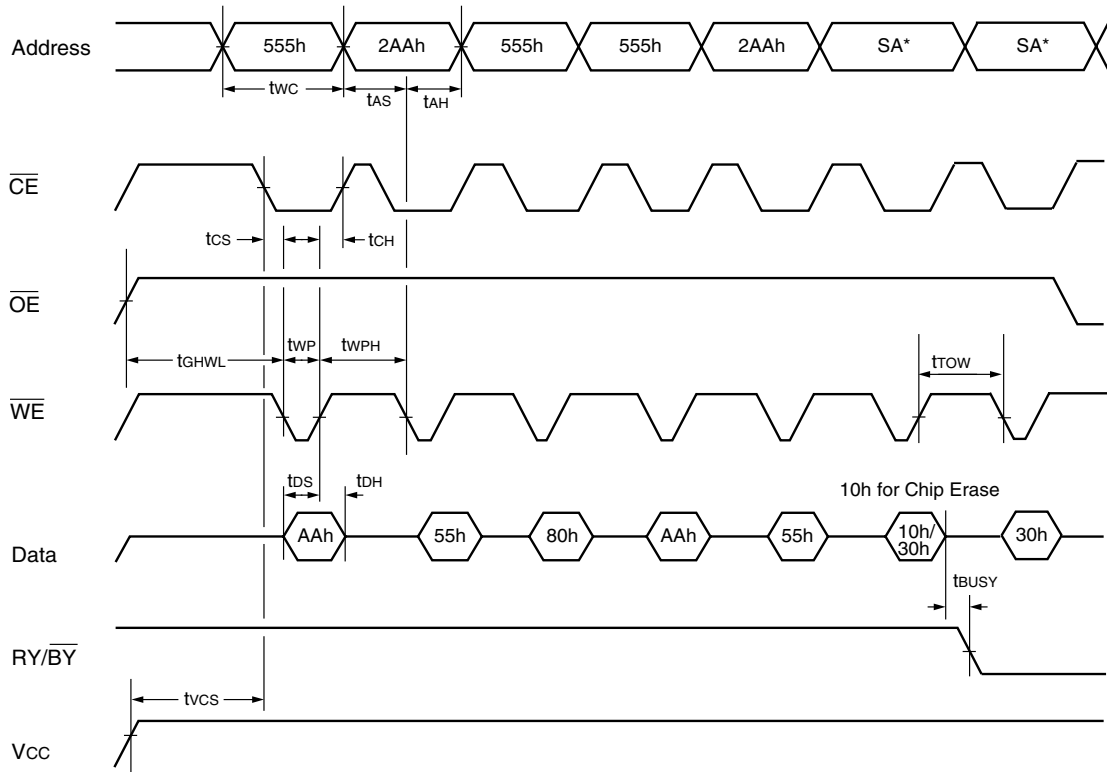 Address
555h 2AAh 555h 555h 2AAh SA* SA*
tWC tAS tAH
CE
tCS tCH
OE
tGHWL tWP tWPH tTOW
WE
tDS tDH
10h for Chip Erase
Data
AAh 55h 80h AAh 55h 10h/ 30h
30h
tBUSY
RY/BY
tVCS
VCC